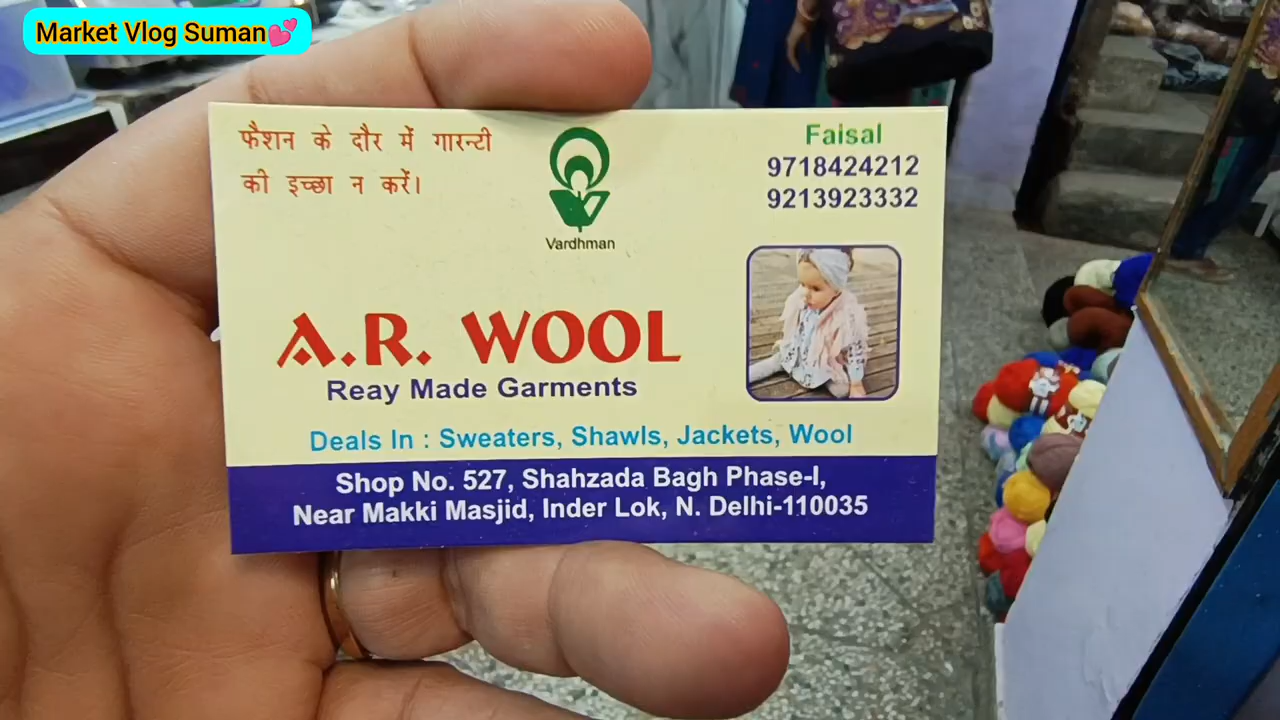 Market Vlog Suman💕
फैशन के दौर में गारन्टी
की इच्छा न करें।
Vardhman
Faisal
9718424212
9213923332
A.R. WOOL
Reay Made Garments
Deals In : Sweaters, Shawls, Jackets, Wool
Shop No. 527, Shahzada Bagh Phase-I,
Near Makki Masjid, Inder Lok, N. Delhi-110035